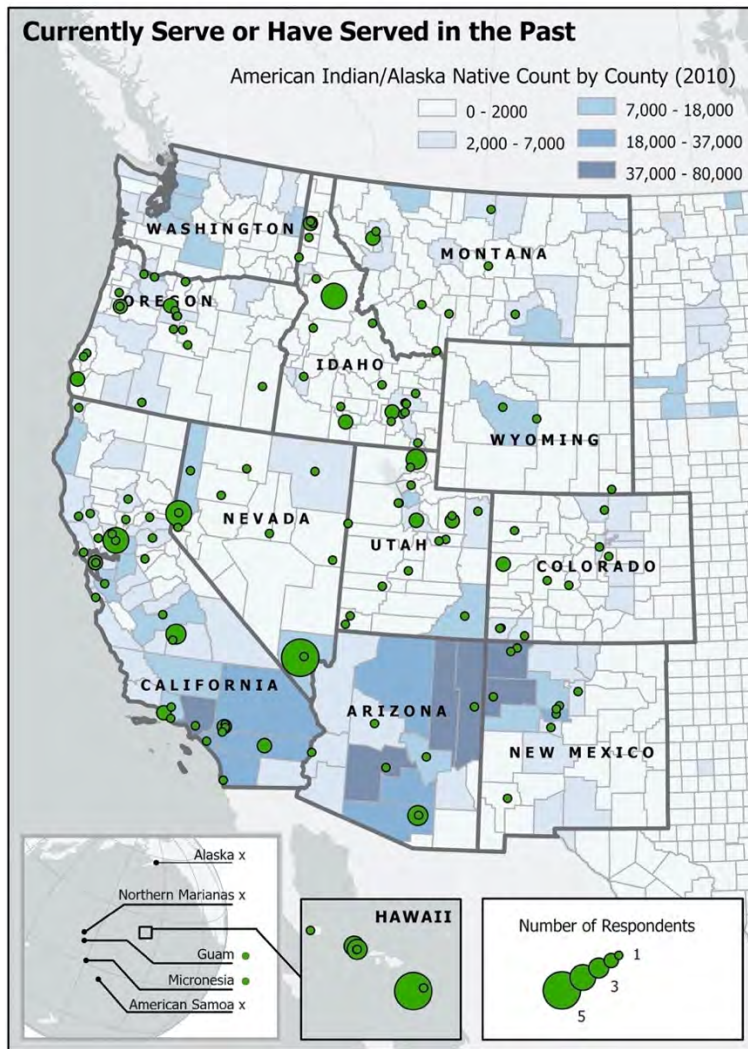 Currently Serve or Have Served in the Past
American Indian/Alaska Native Count by County (2010)
0 - 2000
2,000 - 7,000
7,000 - 18,000
18,000 - 37,000
37,000 - 80,000
WASHINGTON
MONTANA
OREGON
IDAHO
WYOMING
NEVADA
UTAH
COLORADO
CALIFORNIA
ARIZONA
NEW MEXICO
Alaska x
Northern Marianas x
Guam
Micronesia
American Samoa x
HAWAII
Number of Respondents
1
3
5